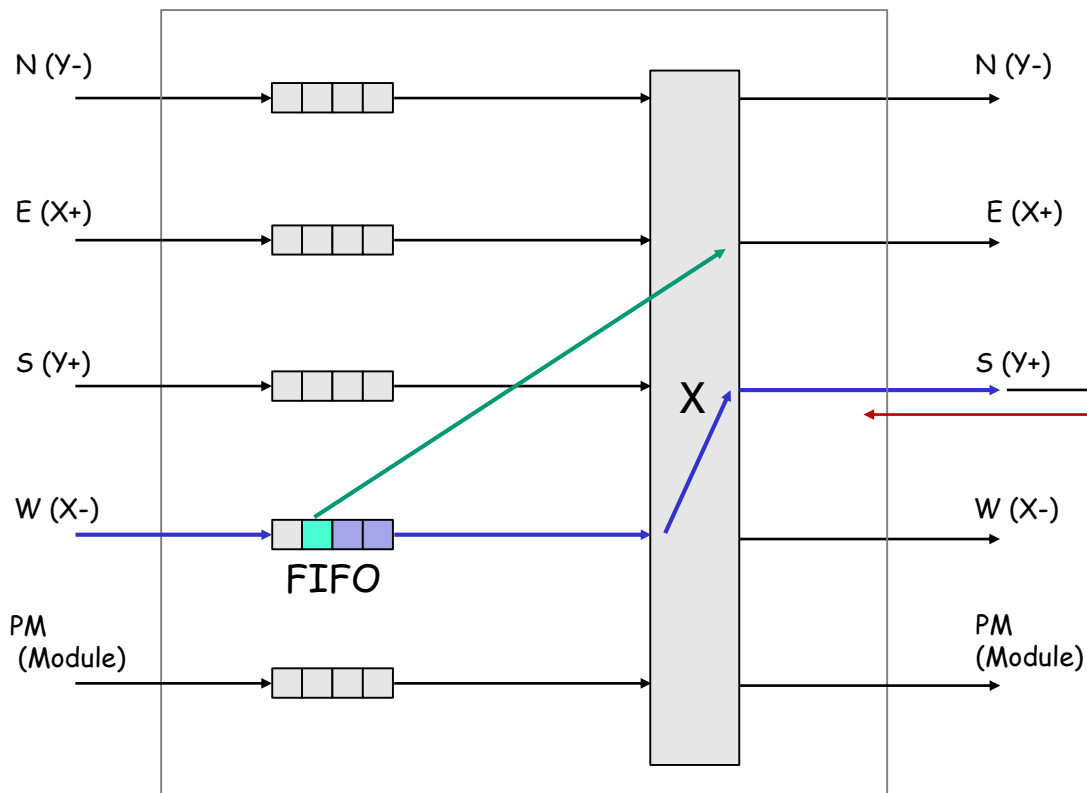 N (Y-)
N (Y-)
E (X+)
E (X+)
S (Y+)
S (Y+)
X
W (X-)
W (X-)
FIFO
PM
(Module)
PM
(Module)